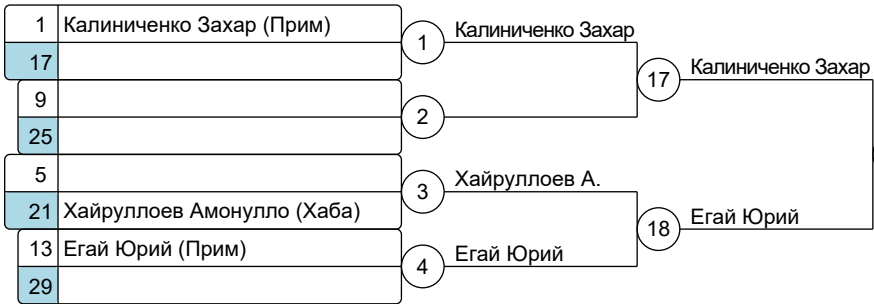 1 Калиниченко Захар (Прим)
17
1
Калиниченко Захар
9
25
2
17
Калиниченко Захар
5
21 Хайруллоев Амонулло (Хаба)
3
Хайруллоев А.
13 Егай Юрий (Прим)
29
4
Егай Юрий
18
Егай Юрий